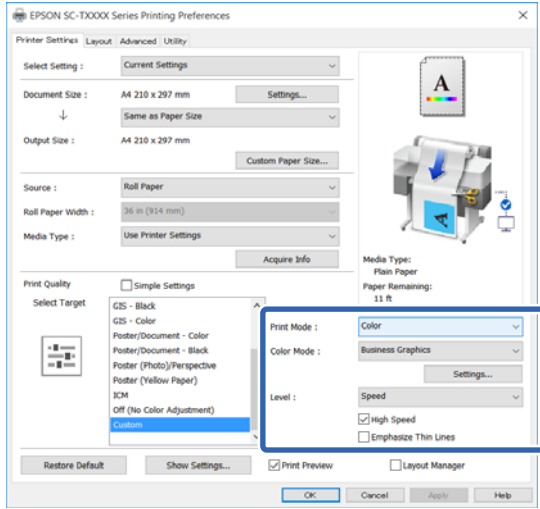 EPSON SC-TXXXX Series Printing Preferences
Printer Settings Layout Advanced Utility
Select Setting : Current Settings
Document Size : A4 210 x 297 mm Settings...
Same as Paper Size
Output Size : A4 210 x 297 mm
Custom Paper Size...
Source : Roll Paper
Roll Paper Width : 36 in (914 mm)
Media Type : Use Printer Settings
Acquire Info
A
Media Type:
Plain Paper
Paper Remaining:
11 ft
Print Quality Simple Settings
Select Target
GIS - Black
GIS - Color
Poster/Document - Color
Poster/Document - Black
Poster (Photo)/Perspective
Poster (Yellow Paper)
ICM
Off (No Color Adjustment)
Custom
Print Mode : Color
Color Mode : Business Graphics
Settings...
Level : Speed
High Speed
Emphasize Thin Lines
Restore Default Show Settings... Print Preview Layout Manager
OK Cancel Apply Help